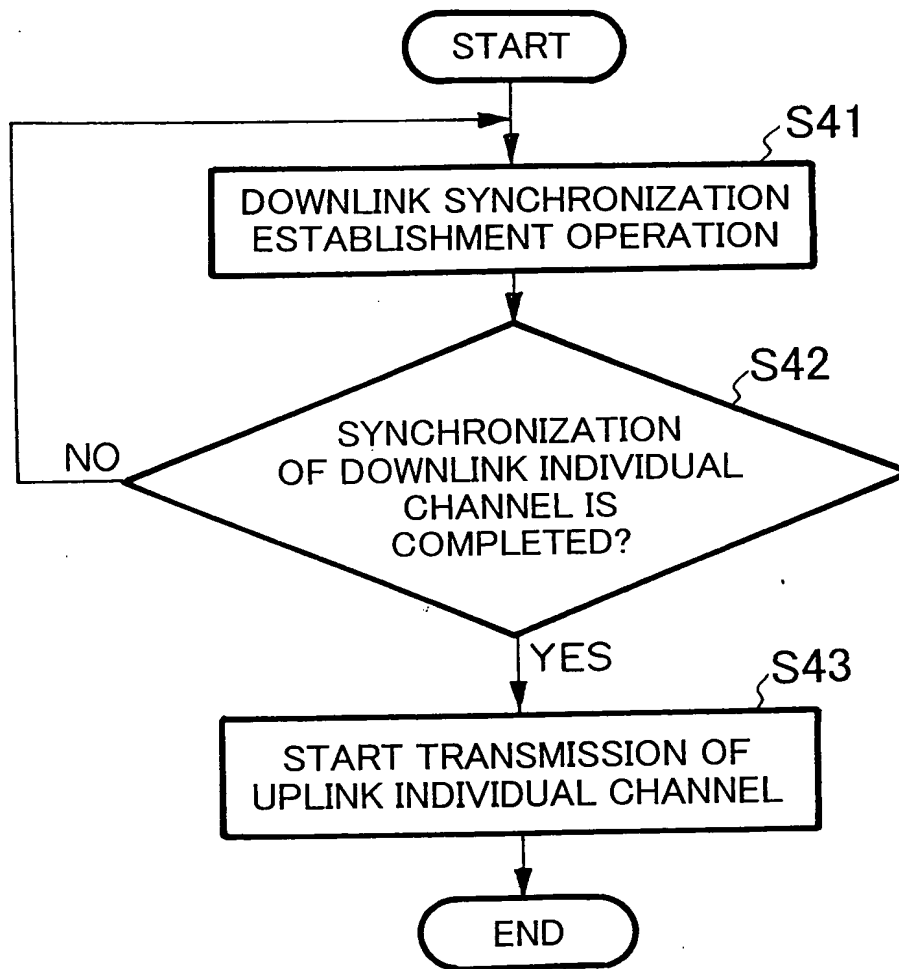 START
S41
DOWNLINK SYNCHRONIZATION
ESTABLISHMENT OPERATION
S42
SYNCHRONIZATION
OF DOWNLINK INDIVIDUAL
CHANNEL IS
COMPLETED?
NO
YES
S43
START TRANSMISSION OF
UPLINK INDIVIDUAL CHANNEL
END